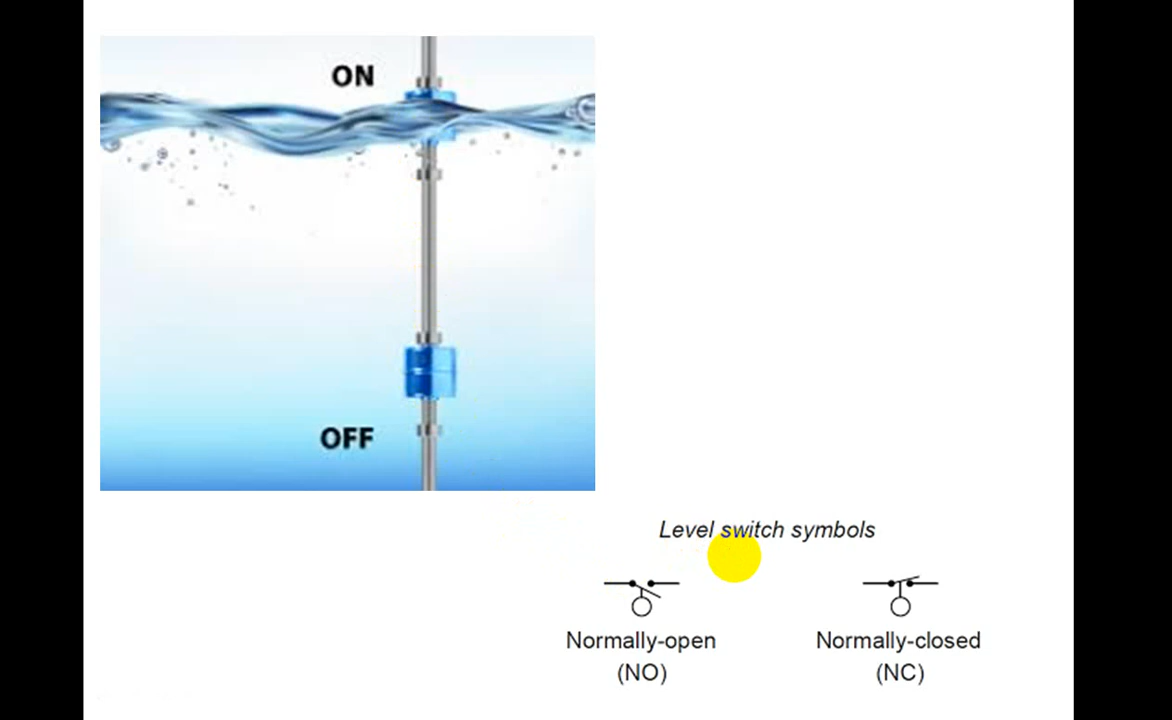 ON
OFF
Level switch symbols
Normally-open
(NO)
Normally-closed
(NC)